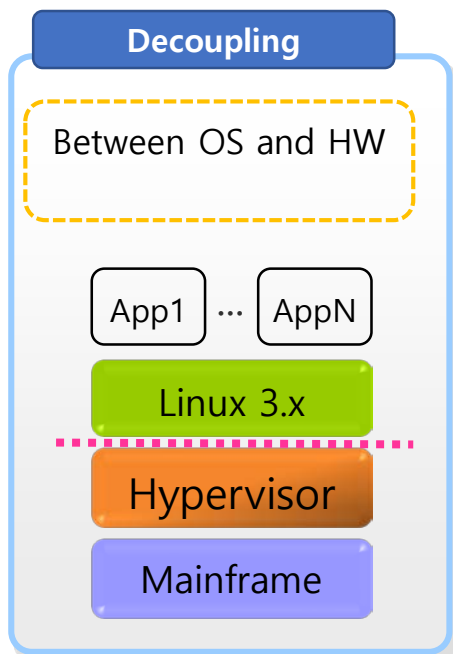 Decoupling
Between OS and HW
App1 ... AppN
Linux 3.x
Hypervisor
Mainframe